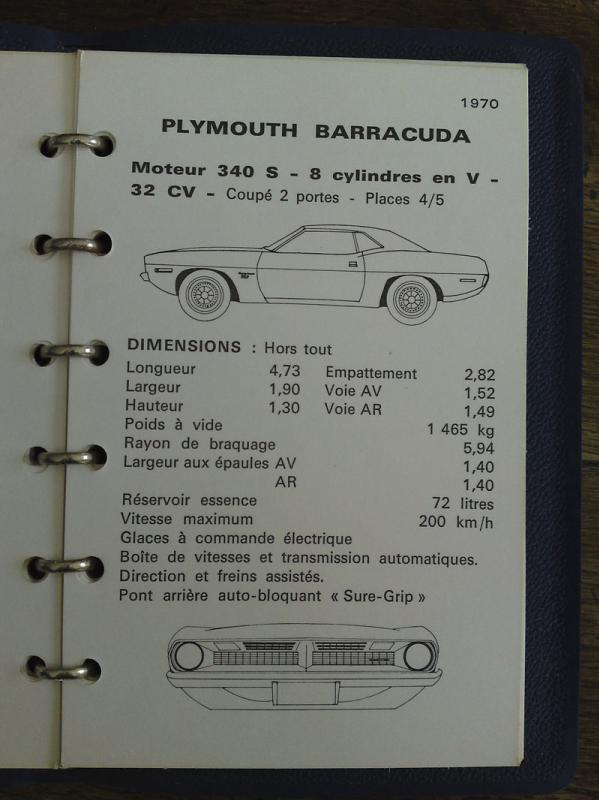 1970
PLYMOUTH BARRACUDA
Moteur 340 S - 8 cylindres en V -
32 CV - Coupé 2 portes - Places 4/5
DIMENSIONS : Hors tout
Longueur 4,73 Empattement 2,82
Largeur 1,90 Voie AV 1,52
Hauteur 1,30 Voie AR 1,49
Poids à vide 1 465 kg
Rayon de braquage 5,94
Largeur aux épaules AV 1,40
AR 1,40
Réservoir essence 72 litres
Vitesse maximum 200 km/h
Glaces à commande électrique
Boîte de vitesses et transmission automatiques.
Direction et freins assistés.
Pont arrière auto-bloquant « Sure-Grip »